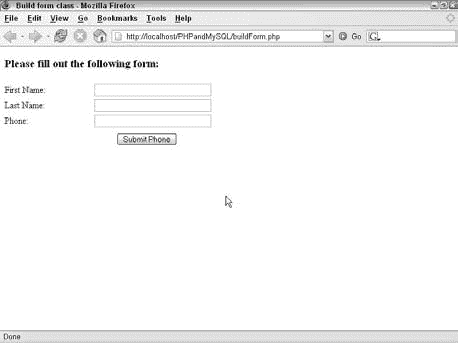 Build form class - Mozilla Firefox
File Edit View Go Bookmarks Tools Help
http://localhost/PHPandMySQL/buildForm.php Go G
Please fill out the following form:
First Name:
Last Name:
Phone:
Submit Phone
Done